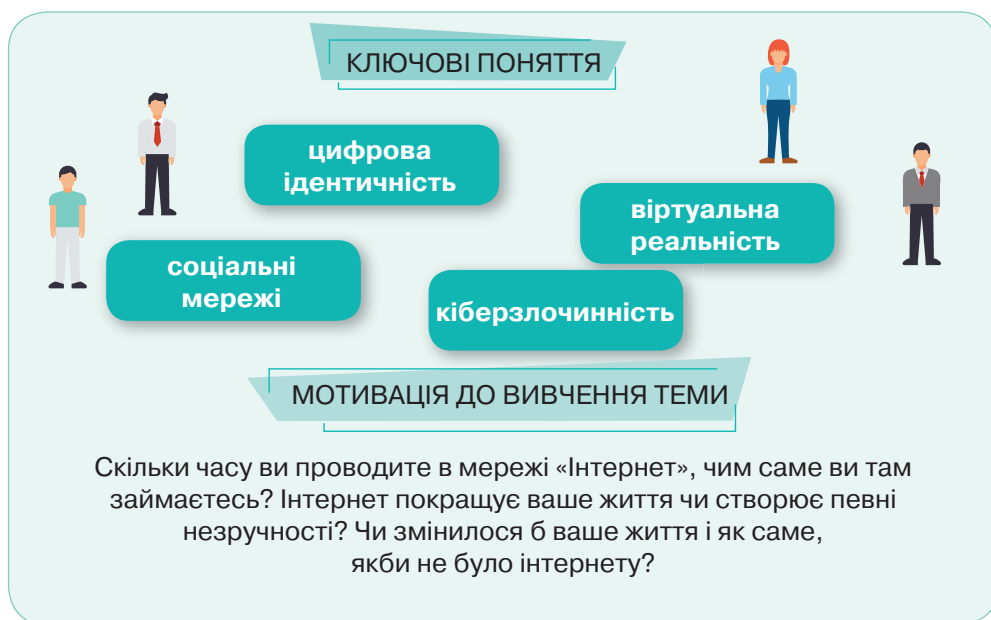 КЛЮЧОВІ ПОНЯТТЯ
цифрова
ідентичність
віртуальна
реальність
соціальні
мережі
кіберзлочинність
МОТИВАЦІЯ ДО ВИВЧЕННЯ ТЕМИ
Скільки часу ви проводите в мережі «Інтернет», чим саме ви там
займаєтесь? Інтернет покращує ваше життя чи створює певні
незручності? Чи змінилося б ваше життя і як саме,
якби не було інтернету?